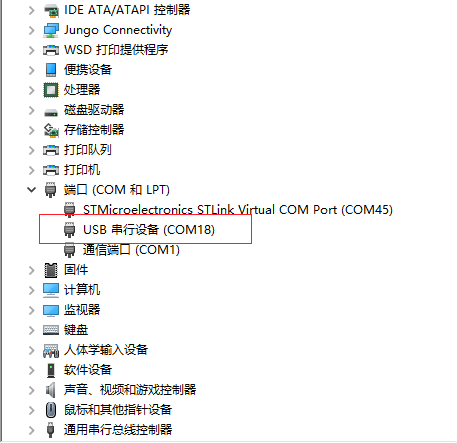 IDE ATA/ATAPI 控制器
Jungo Connectivity
WSD 打印提供程序
便携设备
处理器
磁盘驱动器
存储控制器
打印队列
打印机
端口 (COM 和 LPT)
STMicroelectronics STLink Virtual COM Port (COM45)
USB 串行设备 (COM18)
通信端口 (COM1)
固件
计算机
监视器
键盘
人体学输入设备
软件设备
声音、视频和游戏控制器
鼠标和其他指针设备
通用串行总线控制器